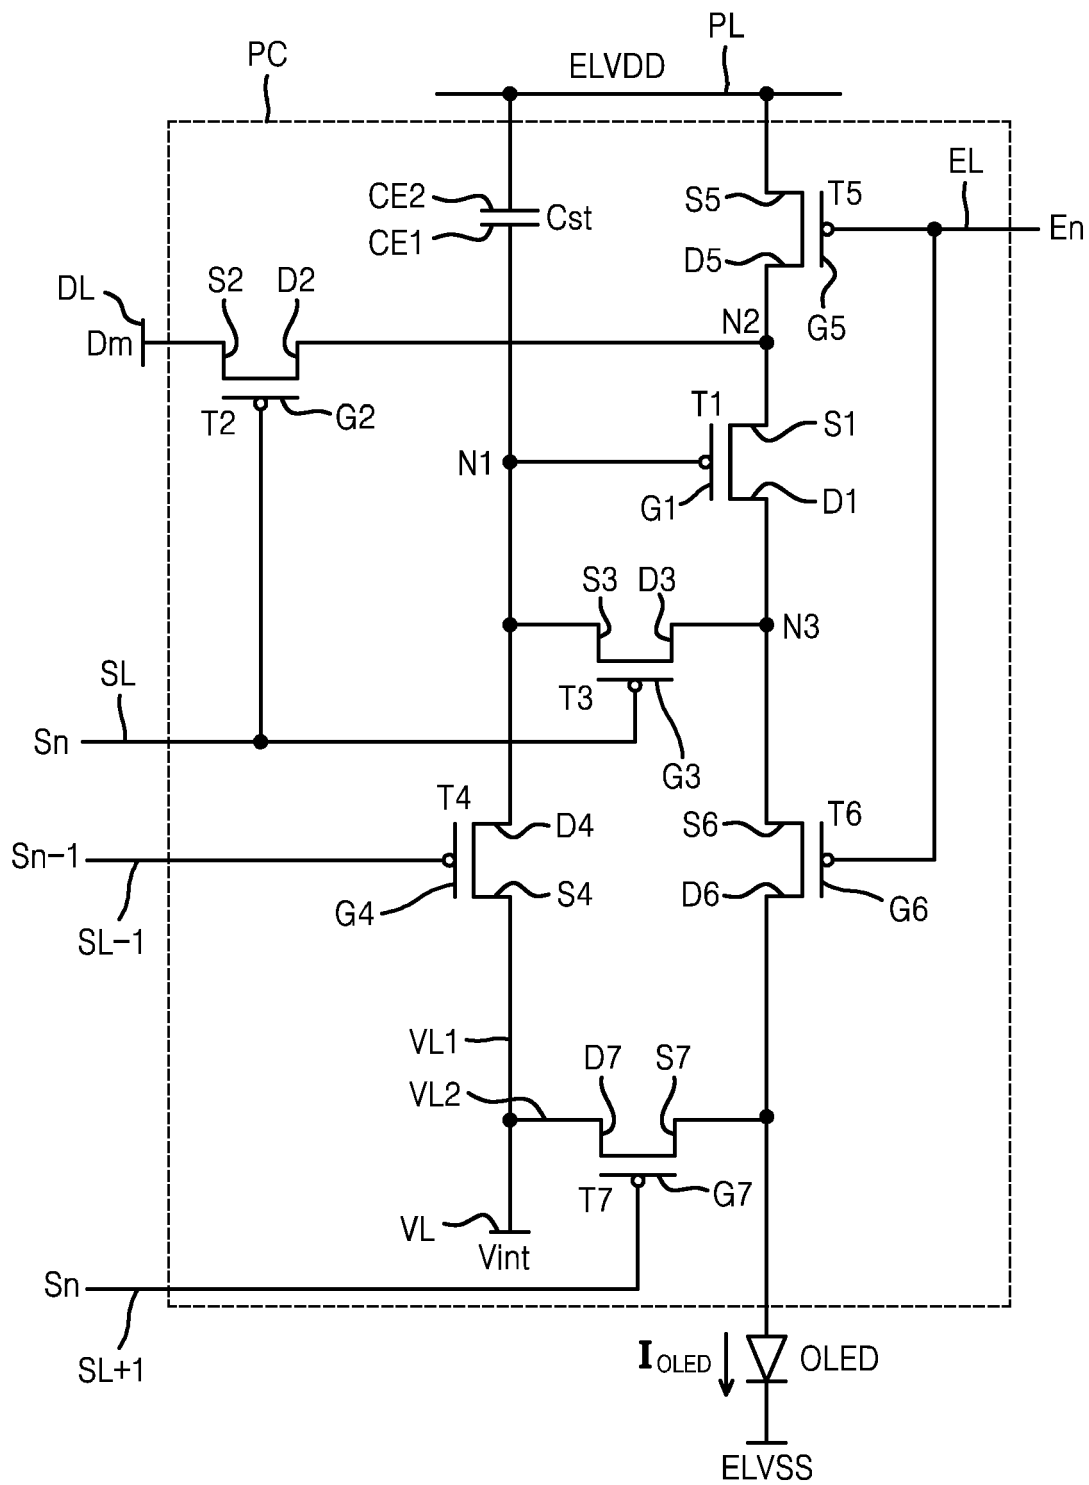 PL
PC
ELVDD
EL
CE2
Cst
S5
T5
CE1
En
D5
S2
D2
DL
G5
N2
Dm
T1
S1
T2
G2
N1
G1
D1
S3
D3
N3
SL
T3
Sn
G3
T4
T6
D4
S6
Sn-1
S4
D6
G4
G6
SL-1
VL1
D7
S7
VL2
T7
G7
VL
Vint
Sn
SL+1
IOLED
OLED
ELVSS